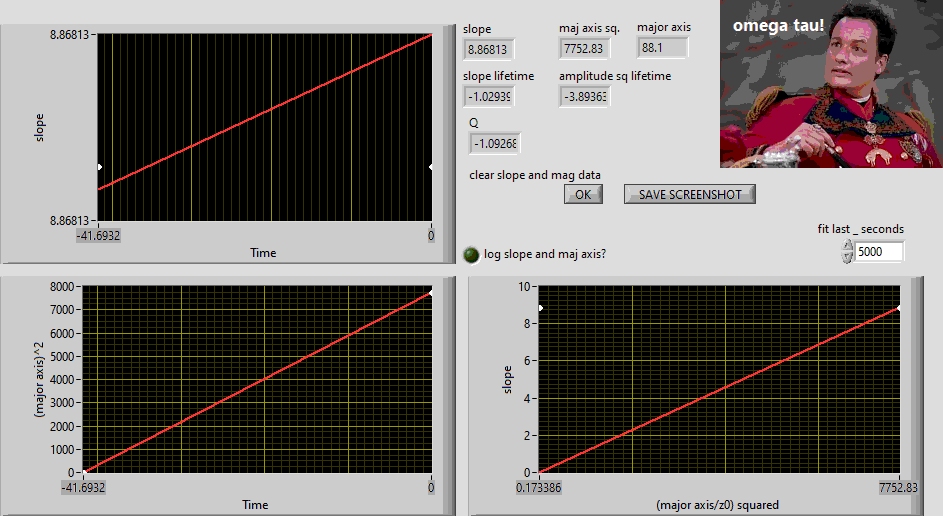 8.86813
slope
8.86813
-41.6932
0
Time
slope
maj axis sq.
major axis
8.86813
7752.83
88.1
slope lifetime
amplitude sq lifetime
-1.02939
-3.89363
Q
-1.09268
clear slope and mag data
OK
SAVE SCREENSHOT
omega tau!
fit last _ seconds
5000
log slope and maj axis?
8000
7000
6000
5000
4000
3000
2000
1000
0
(major axis)^2
-41.6932
0
Time
10
8
6
4
2
0
slope
0.173386
7752.83
(major axis/z0) squared